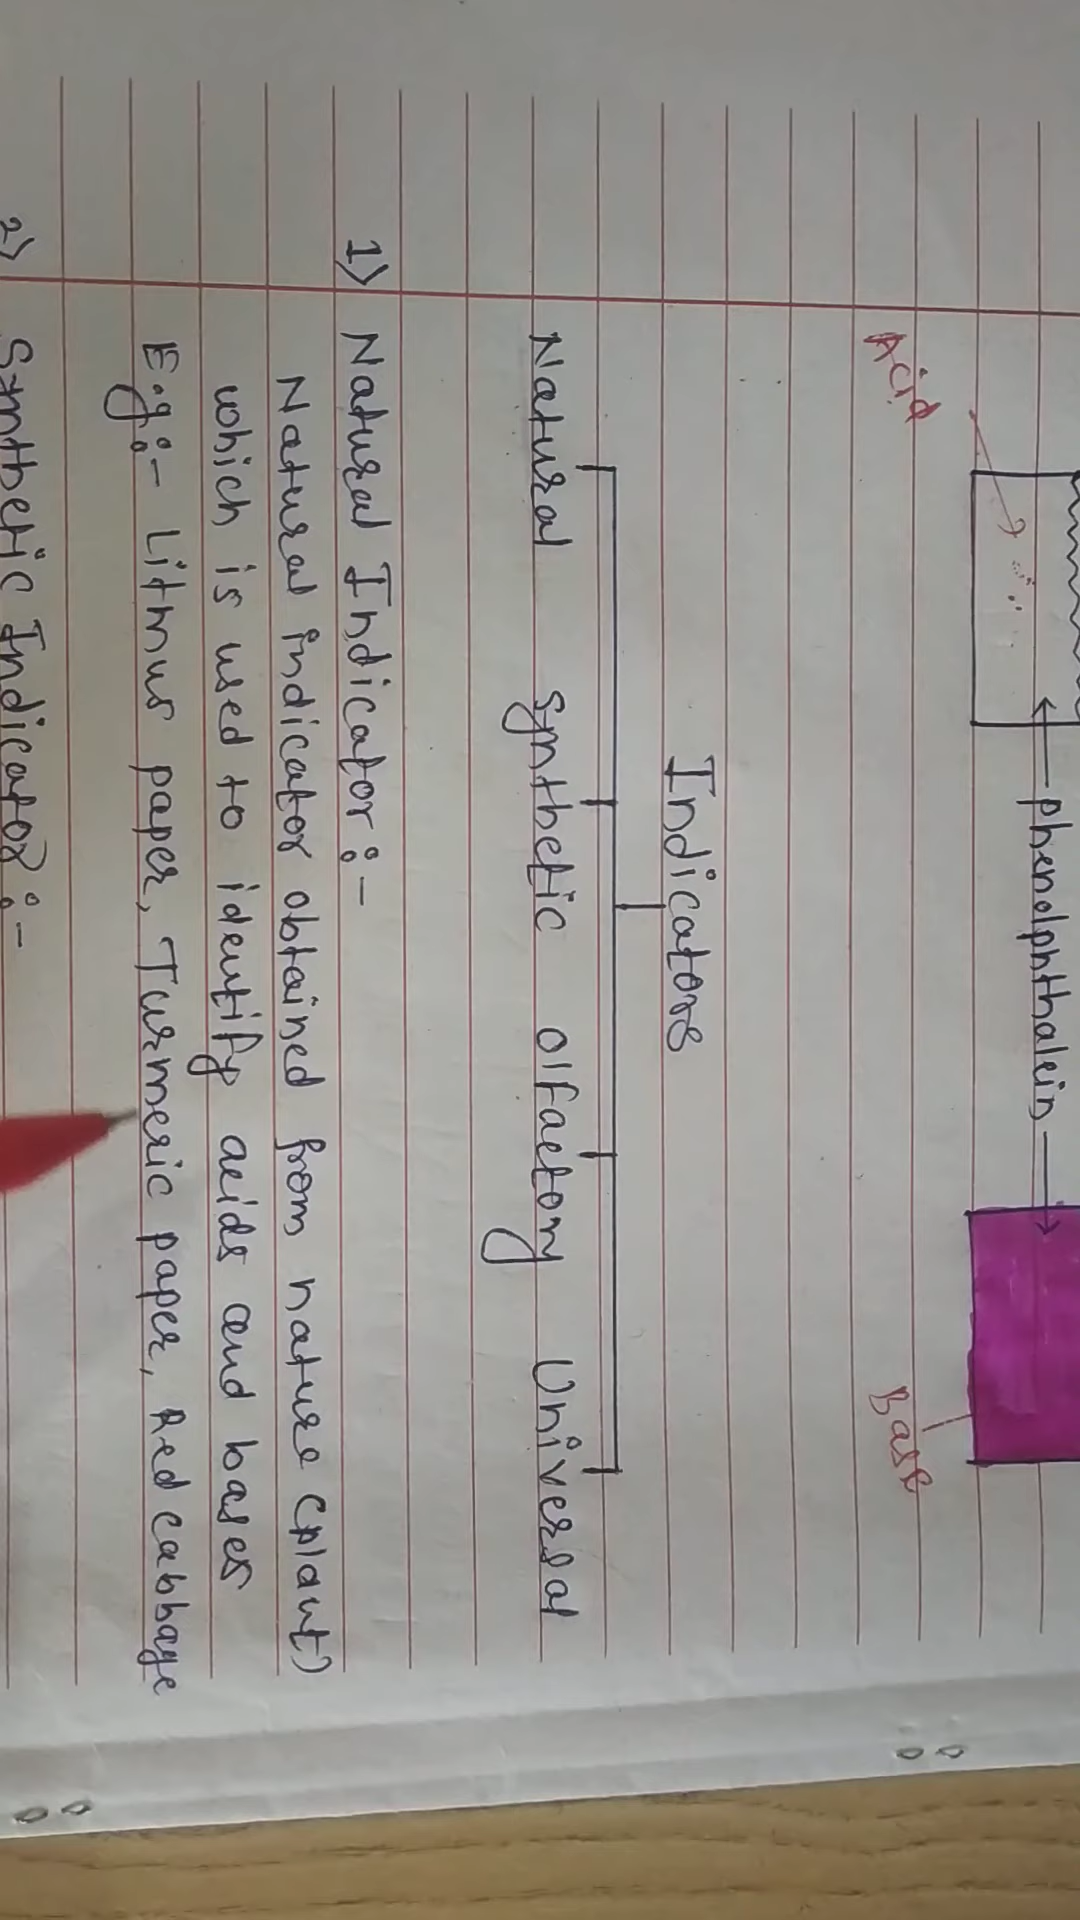 phenolphthalein
Acid
Base
Indicators
Natural Synthetic olfactory Universal
1) Natural Indicator :-
Natural indicator obtained from nature (plant)
which is used to identify acids and bases
E.g:- Litmus paper, Turmeric paper, Red cabbage
2) Synthetic Indicator :-